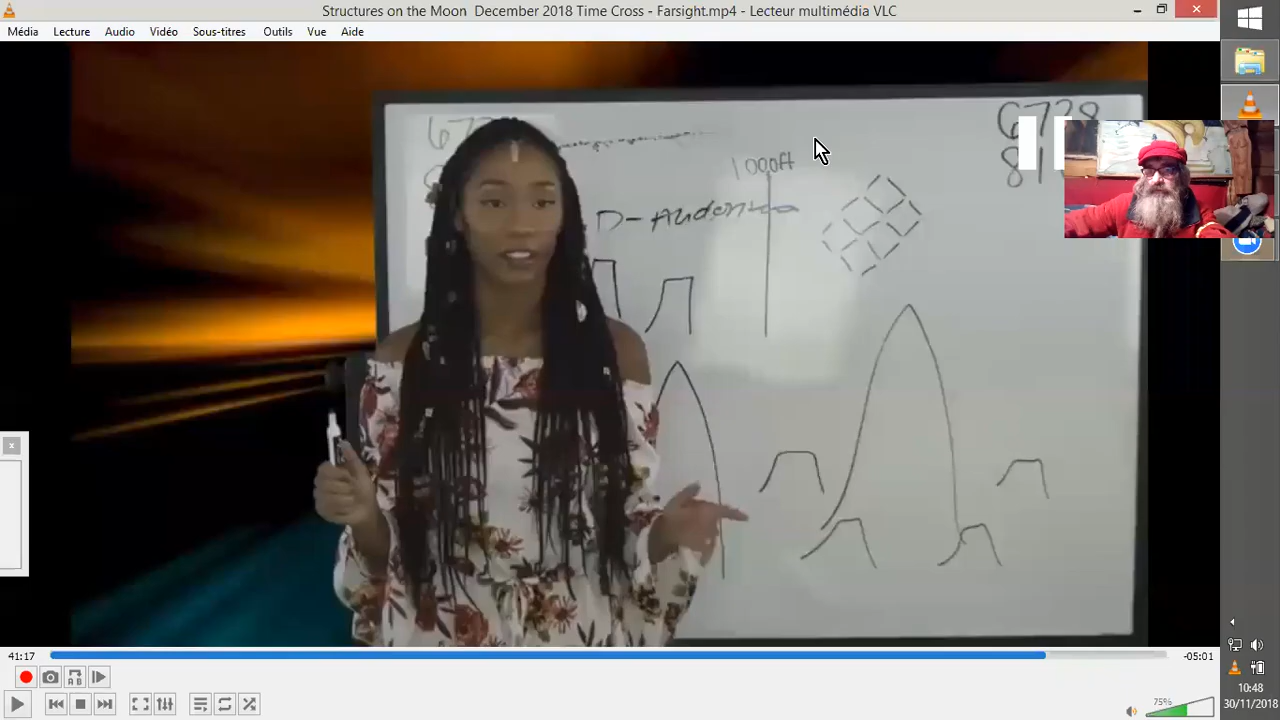 Structures on the Moon December 2018 Time Cross - Farsight.mp4 - Lecteur multimédia VLC
Média Lecture Audio Vidéo Sous-titres Outils Vue Aide
6728
1000ft
41:17
-05:01
75%
10:48
30/11/2018